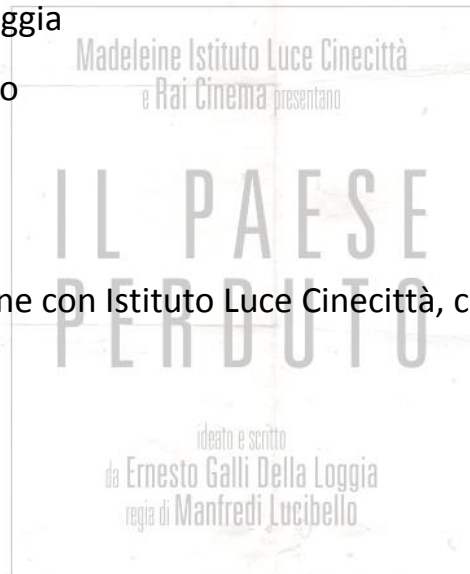 ggia
Madeleine Istituto Luce Cinecittà
o
e Rai Cinema presentano
IL PAESE
ne con Istituto Luce Cinecittà, c
PERDUTO
ideato e scritto
da Ernesto Galli Della Loggia
regia di Manfredi Lucibello